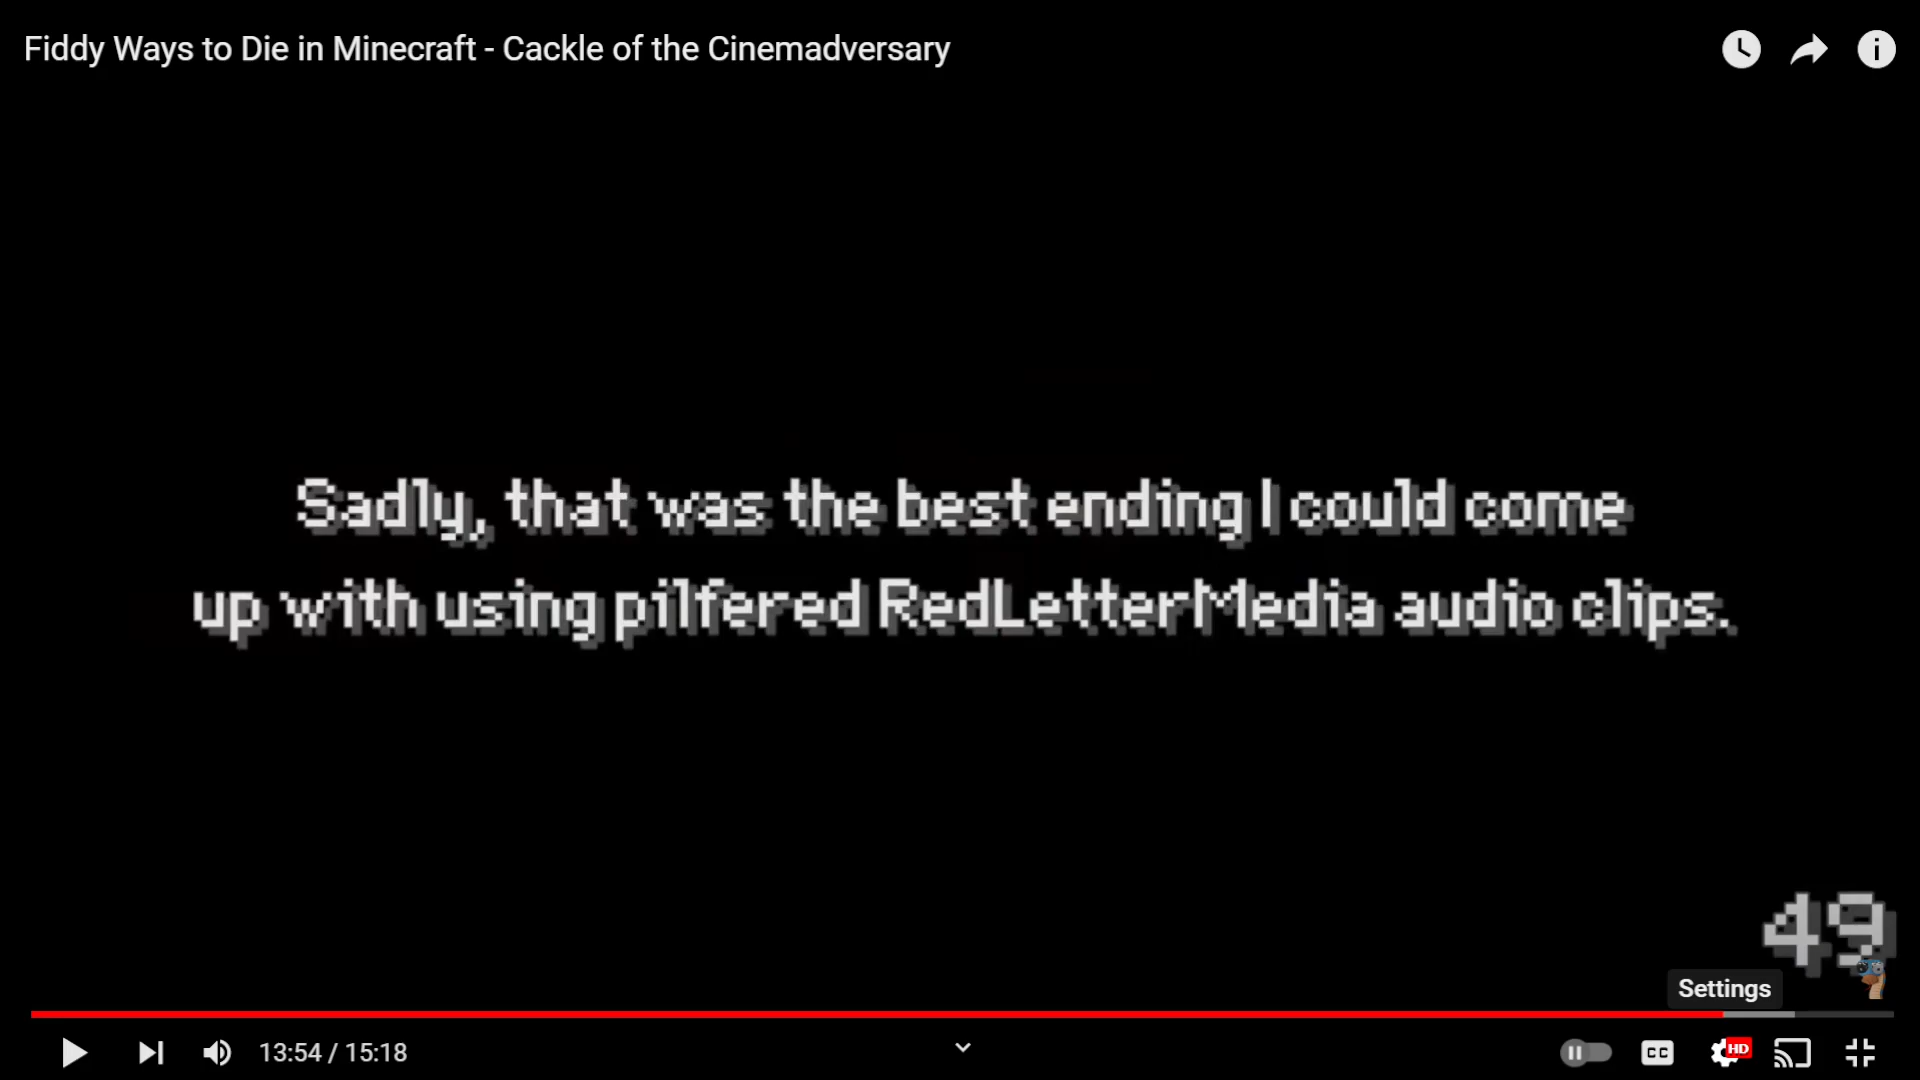 Fiddy Ways to Die in Minecraft - Cackle of the Cinemadversary
Sadly, that was the best ending I could come
up with using pilfered RedLetterMedia audio clips.
49
Settings
13:54 / 15:18
CC
HD